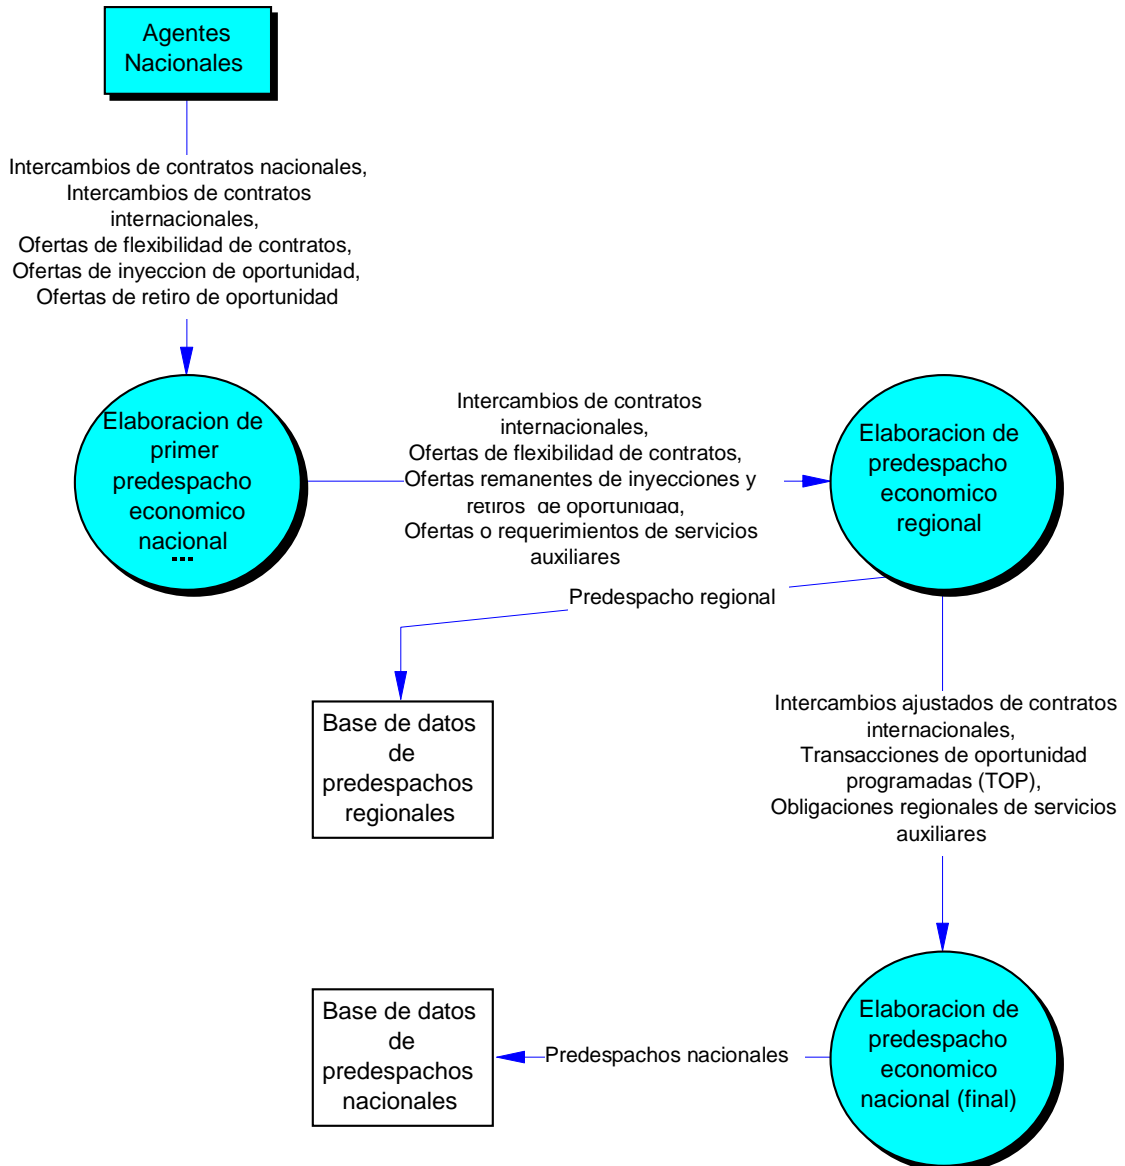 Agentes
Nacionales
Intercambios de contratos nacionales,
Intercambios de contratos
internacionales,
Ofertas de flexibilidad de contratos,
Ofertas de inyeccion de oportunidad,
Ofertas de retiro de oportunidad
Elaboracion de
primer
predespacho
economico
nacional
Intercambios de contratos
internacionales,
Ofertas de flexibilidad de contratos,
Ofertas remanentes de inyecciones y
retiros de oportunidad,
Ofertas o requerimientos de servicios
auxiliares
Elaboracion de
predespacho
economico
regional
Predespacho regional
Base de datos
de
predespachos
regionales
Intercambios ajustados de contratos
internacionales,
Transacciones de oportunidad
programadas (TOP),
Obligaciones regionales de servicios
auxiliares
Elaboracion de
predespacho
economico
nacional (final)
Predespachos nacionales
Base de datos
de
predespachos
nacionales